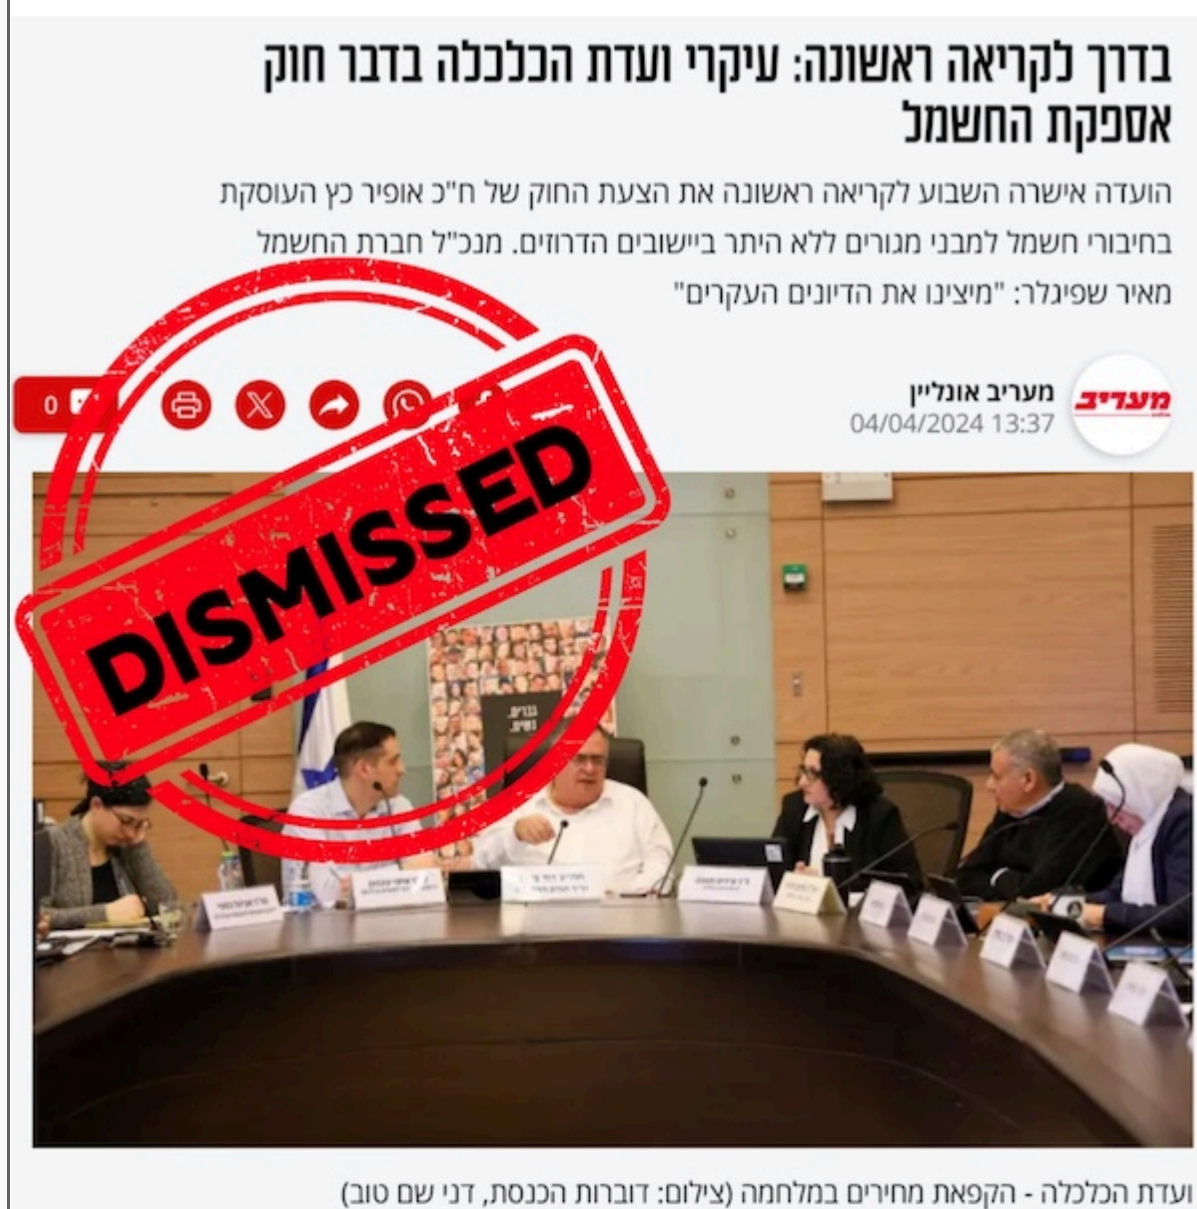 בדרך לקריאה ראשונה: עיקרי ועדת הכלכלה בדבר חוק
אספקת החשמל
הועדה אישרה השבוע לקריאה ראשונה את הצעת החוק של ח"כ אופיר כץ העוסקת
בחיבורי חשמל למבני מגורים ללא היתר ביישובים הדרוזים. מנכ"ל חברת החשמל
מאיר שפיגלר: "מיצינו את הדיונים העקרים"
מעריב אונליין
04/04/2024 13:37
מעריב
0
DISMISSED
גברים.
נשים.
ועדת הכלכלה - הקפאת מחירים במלחמה (צילום: דוברות הכנסת, דני שם טוב)